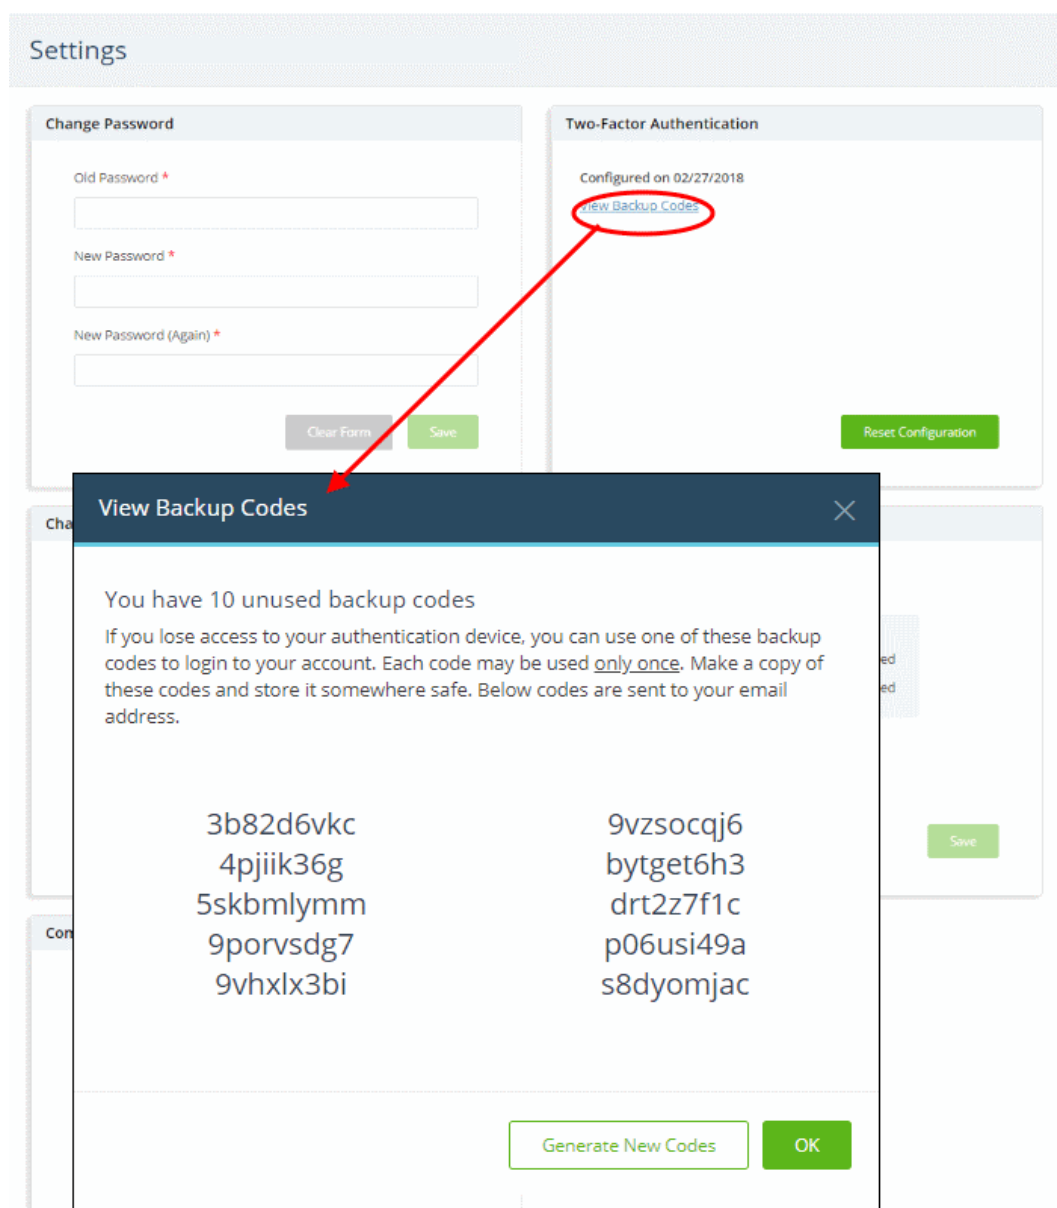 Settings
Change Password
Old Password *
New Password *
New Password (Again) *
Clear Form
Save
Two-Factor Authentication
Configured on 02/27/2018
View Backup Codes
Reset Configuration
View Backup Codes
You have 10 unused backup codes
If you lose access to your authentication device, you can use one of these backup
codes to login to your account. Each code may be used only once. Make a copy of
these codes and store it somewhere safe. Below codes are sent to your email
address.
3b82d6vkc
4pjiik36g
5skbmlymm
9porvsdg7
9vhxlx3bi
9vzsocqj6
bytget6h3
drt2z7f1c
p06usi49a
s8dyomjac
Generate New Codes
OK
Cha
ed
ed
Save
Con